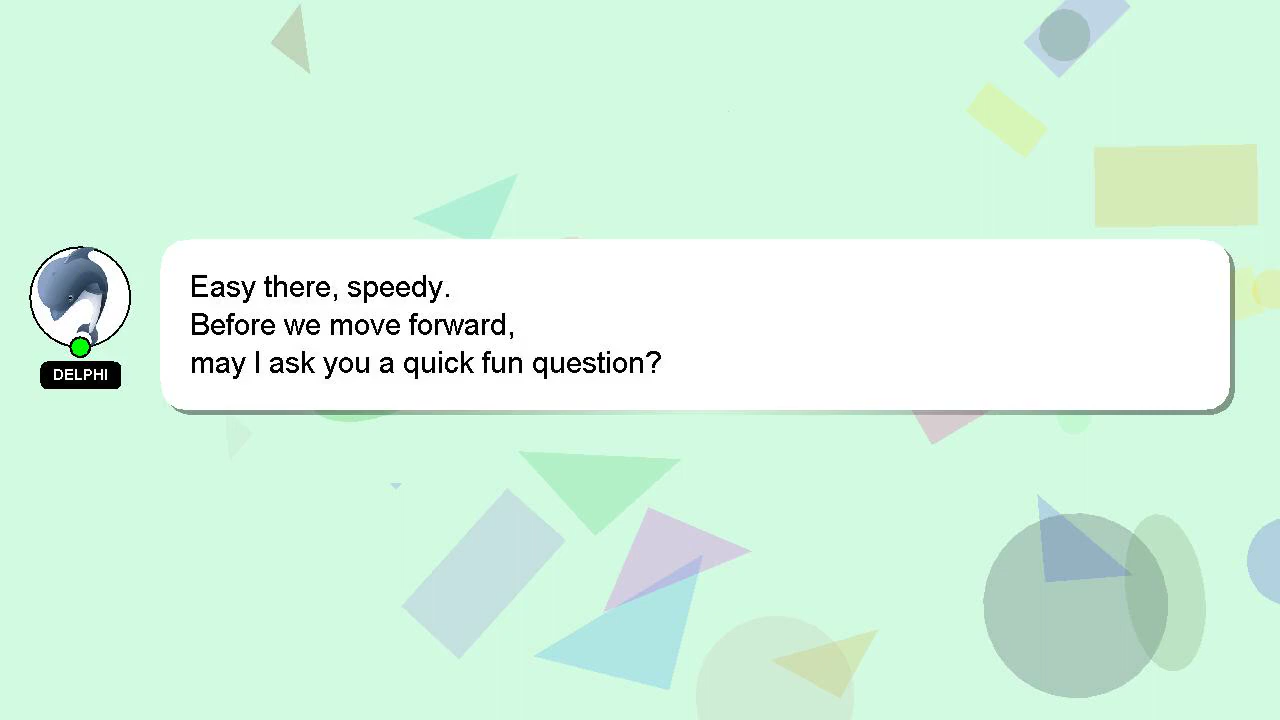 Easy there, speedy.
Before we move forward,
may I ask you a quick fun question?
DELPHI